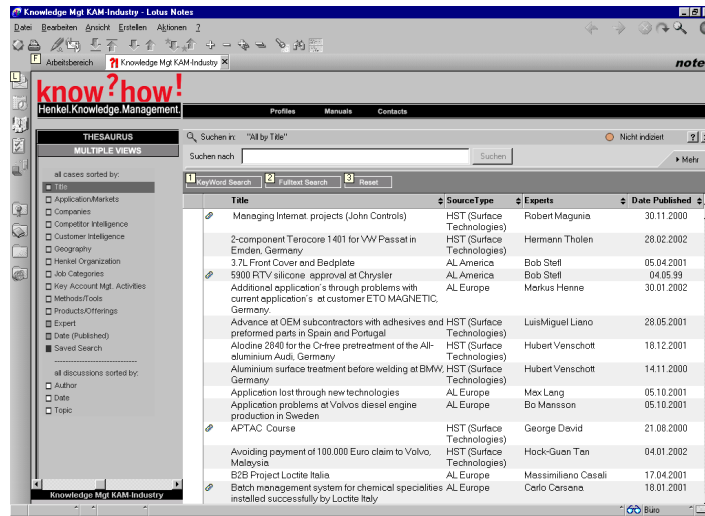 Knowledge Mgt KAM-Industry - Lotus Notes
Datei Bearbeiten Ansicht Erstellen Aktionen ?
F Arbeitsbereich ?! Knowledge Mgt KAM-Industry X
notes
L
know?how!
Henkel.Knowledge.Management.
Profiles Manuals Contacts
THESAURUS
MULTIPLE VIEWS
all cases sorted by:
Title
Application/Markets
Companies
Competitor Intelligence
Customer Intelligence
Geography
Henkel Organization
Job Categories
Key Account Mgt. Activities
Methods/Tools
Products/Offerings
Expert
Date (Published)
Saved Search
------------------------------
all discussions sorted by:
Author
Date
Topic
Knowledge Mgt KAM-Industry
Suchen in: "All by Title" Nicht indiziert ?
Suchen nach Suchen Mehr
1 KeyWord Search 2 Fulltext Search 3 Reset
Title SourceType Experts Date Published
Managing Internat. projects (John Controls) HST (Surface Robert Magunia 30.11.2000
Technologies)
2-component Terocore 1401 for VW Passat in HST (Surface Hermann Tholen 28.02.2002
Emden, Germany Technologies)
3.7L Front Cover and Bedplate AL America Bob Stefl 05.04.2001
5900 RTV silicone approval at Chrysler AL America Bob Stefl 04.05.99
Additional application's through problems with AL Europe Markus Henne 30.01.2002
current application's at customer ETO MAGNETIC,
Germany.
Advance at OEM subcontractors with adhesives and HST (Surface LuisMiguel Liano 28.05.2001
preformed parts in Spain and Portugal Technologies)
Alodine 2840 for the Cr-free pretreatment of the All- HST (Surface Hubert Venschott 18.12.2001
aluminium Audi, Germany Technologies)
Aluminium surface treatment before welding at BMW, HST (Surface Hubert Venschott 14.11.2000
Germany Technologies)
Application lost through new technologies AL Europe Max Lang 05.10.2001
Application problems at Volvos diesel engine AL Europe Bo Mansson 05.10.2001
production in Sweden
APTAC Course HST (Surface George David 21.08.2000
Technologies)
Avoiding payment of 100.000 Euro claim to Volvo, HST (Surface Hock-Guan Tan 04.01.2002
Malaysia Technologies)
B2B Project Loctite Italia AL Europe Massimiliano Casali 17.04.2001
Batch management system for chemical specialities AL Europe Carlo Carsana 18.01.2001
installed successfully by Loctite Italy
Büro